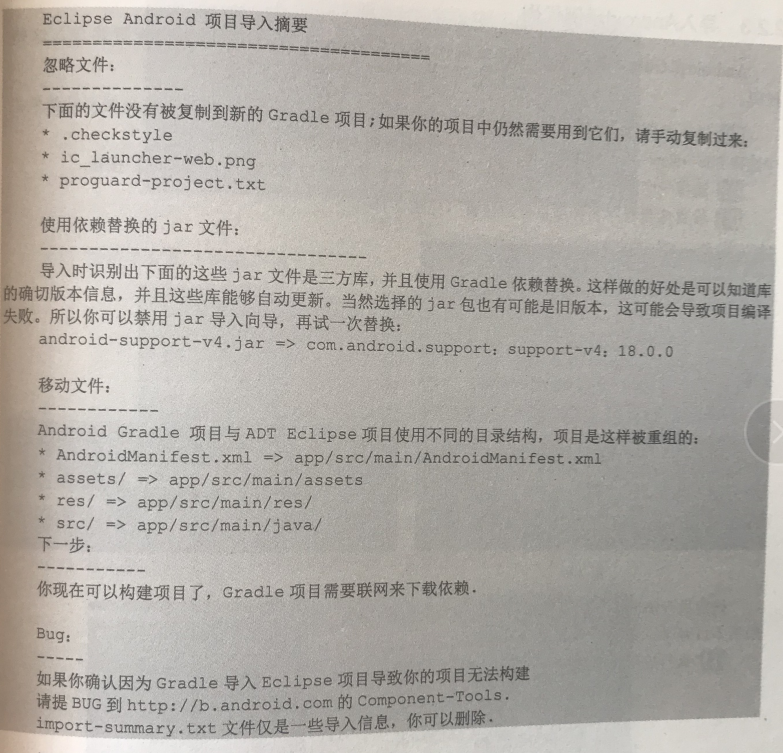 Eclipse Android 项目导入摘要
=====================================
忽略文件：
--------------
下面的文件没有被复制到新的 Gradle 项目;如果你的项目中仍然需要用到它们，请手动复制过来：
* .checkstyle
* ic_launcher-web.png
* proguard-project.txt
使用依赖替换的 jar 文件：
---------------------------------
导入时识别出下面的这些 jar 文件是三方库，并且使用 Gradle 依赖替换。这样做的好处是可以知道库
的确切版本信息，并且这些库能够自动更新。当然选择的 jar 包也有可能是旧版本，这可能会导致项目编译
失败。所以你可以禁用 jar 导入向导，再试一次替换：
android-support-v4.jar => com.android.support：support-v4：18.0.0
移动文件：
------------
Android Gradle 项目与 ADT Eclipse 项目使用不同的目录结构，项目是这样被重组的：
* AndroidManifest.xml => app/src/main/AndroidManifest.xml
* assets/ => app/src/main/assets
* res/ => app/src/main/res/
* src/ => app/src/main/java/
下一步：
-----------
你现在可以构建项目了，Gradle 项目需要联网来下载依赖.
Bug：
-----
如果你确认因为 Gradle 导入 Eclipse 项目导致你的项目无法构建
请提 BUG 到 http://b.android.com 的 Component-Tools.
import-summary.txt 文件仅是一些导入信息，你可以删除.